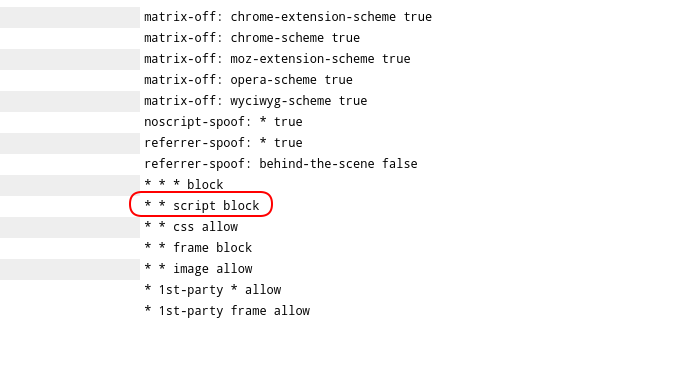 matrix-off: chrome-extension-scheme true
matrix-off: chrome-scheme true
matrix-off: moz-extension-scheme true
matrix-off: opera-scheme true
matrix-off: wyciwyg-scheme true
noscript-spoof: * true
referrer-spoof: * true
referrer-spoof: behind-the-scene false
* * * block
* * script block
* * css allow
* * frame block
* * image allow
* 1st-party * allow
* 1st-party frame allow